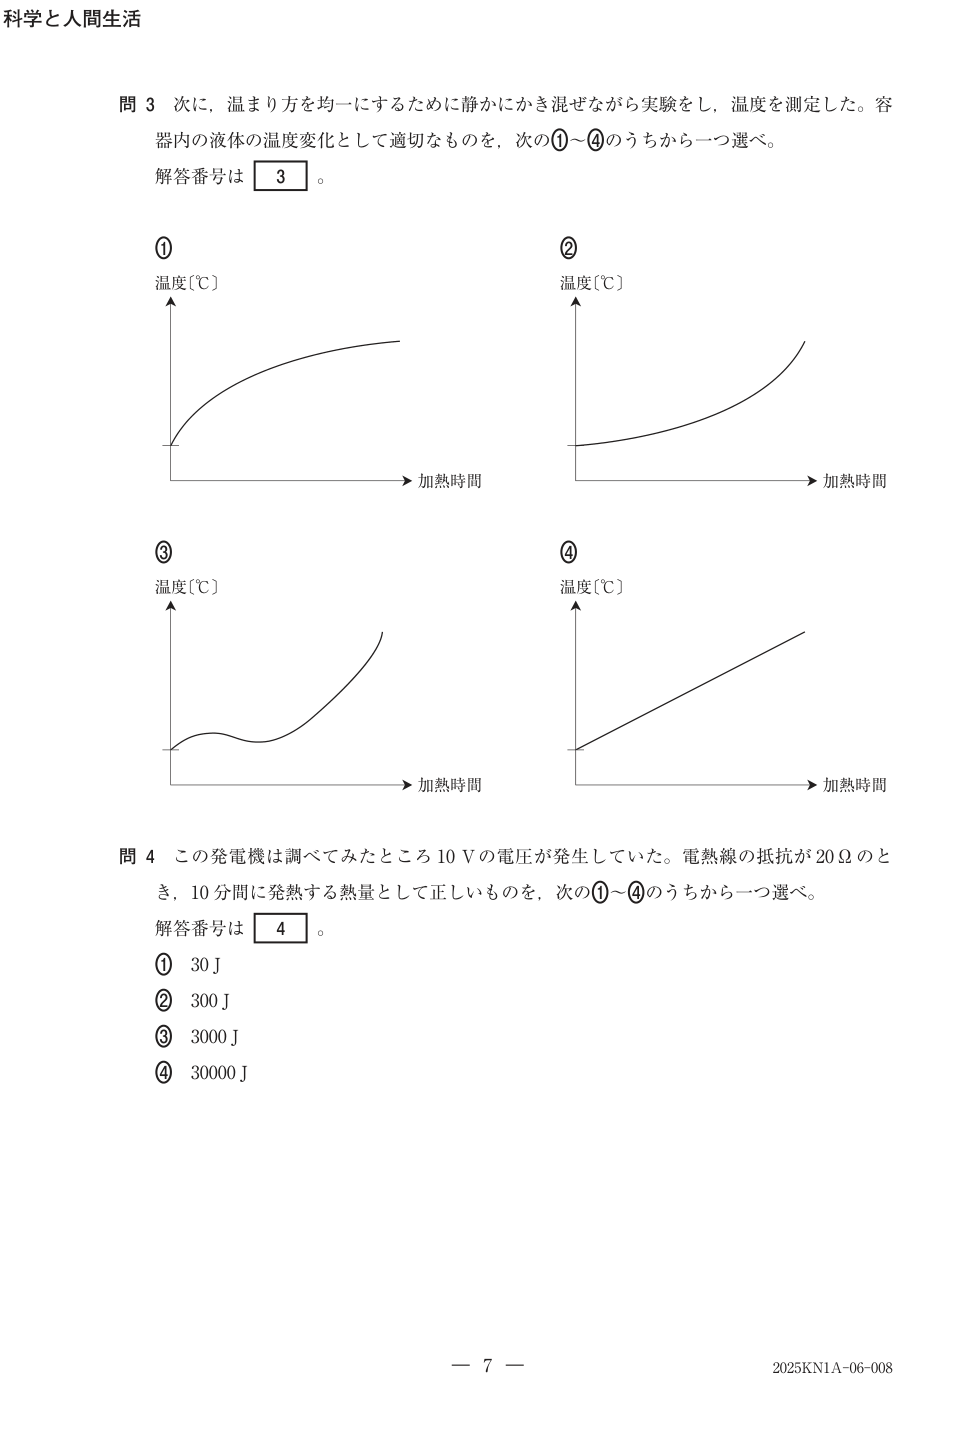 科学と人間生活
問 3　次に，温まり方を均一にするために静かにかき混ぜながら実験をし，温度を測定した。容
器内の液体の温度変化として適切なものを，次の①～④のうちから一つ選べ。
解答番号は 3 。
①
温度〔℃〕
加熱時間
②
温度〔℃〕
加熱時間
③
温度〔℃〕
加熱時間
④
温度〔℃〕
加熱時間
問 4　この発電機は調べてみたところ 10 V の電圧が発生していた。電熱線の抵抗が 20 Ω のと
き，10 分間に発熱する熱量として正しいものを，次の①～④のうちから一つ選べ。
解答番号は 4 。
①　30 J
②　300 J
③　3000 J
④　30000 J
― 7 ―
2025KN1A-06-008